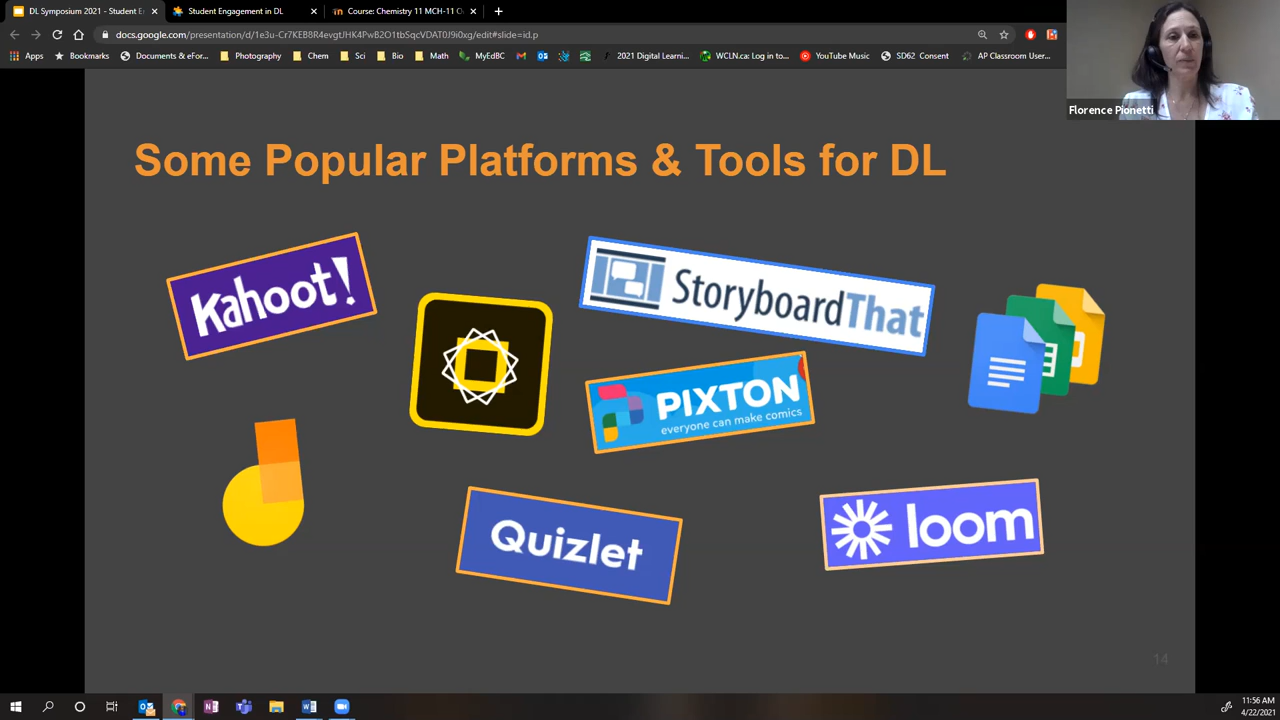 DL Symposium 2021 - Student E
Student Engagement in DL
Course: Chemistry 11 MCH-11 O
docs.google.com/presentation/d/1e3u-Cr7KEB8R4evgtJHK4PwB2O1tbSqcVDAT0J9i0xg/edit#slide=id.p
Apps Bookmarks Documents & eFor... Photography Chem Sci Bio Math MyEdBC 2021 Digital Learni... WCLN.ca: Log in to... YouTube Music SD62 Consent AP Classroom User...
Florence Pionetti
Some Popular Platforms & Tools for DL
Kahoot!
StoryboardThat
PIXTON
everyone can make comics
Quizlet
loom
14
11:56 AM
4/22/2021